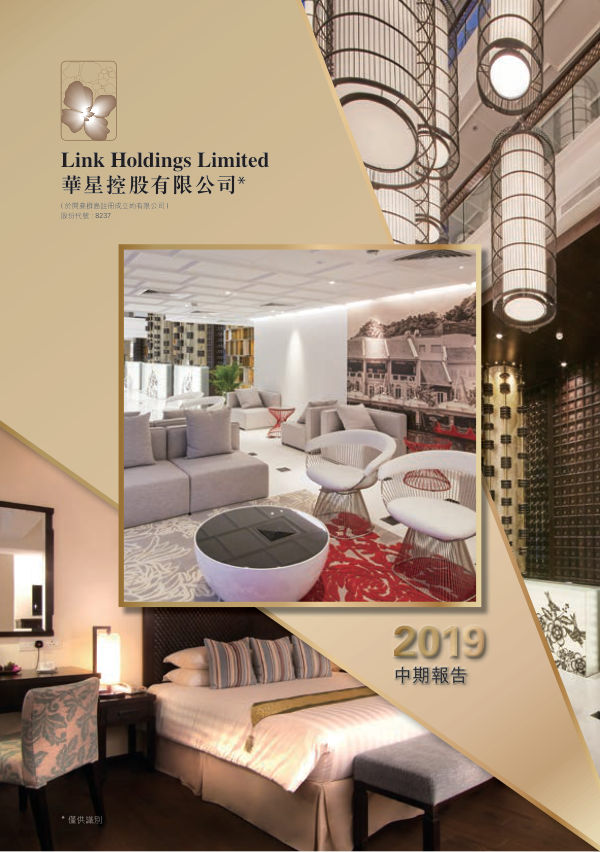 Link Holdings Limited
華星控股有限公司*
(於開曼群島註冊成立的有限公司)
股份代號：8237
2019
中期報告
* 僅供識別